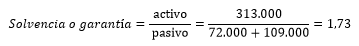 Solvencia o garantía = activo / pasivo = 313.000 / 72.000 + 109.000 = 1,73